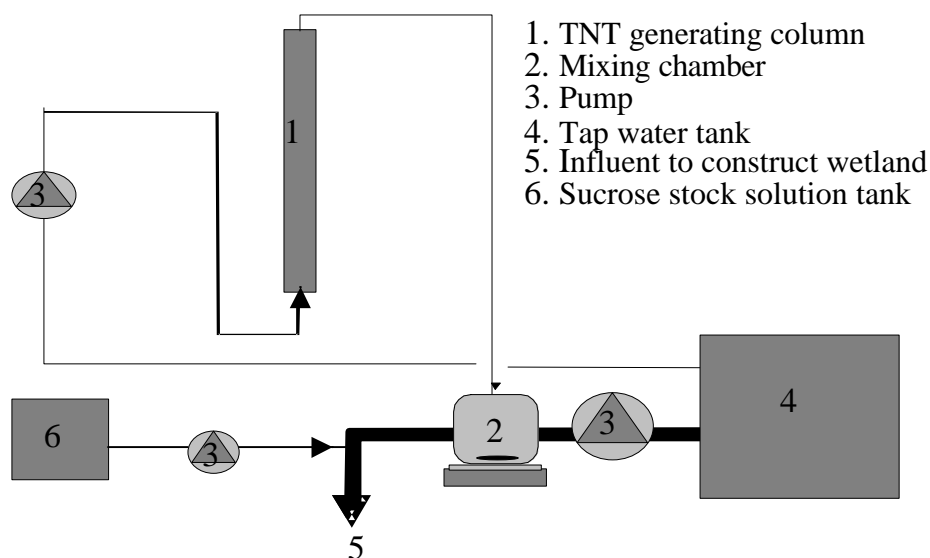 1. TNT generating column
2. Mixing chamber
3. Pump
4. Tap water tank
5. Influent to construct wetland
6. Sucrose stock solution tank
1
3
4
2
3
6
3
5